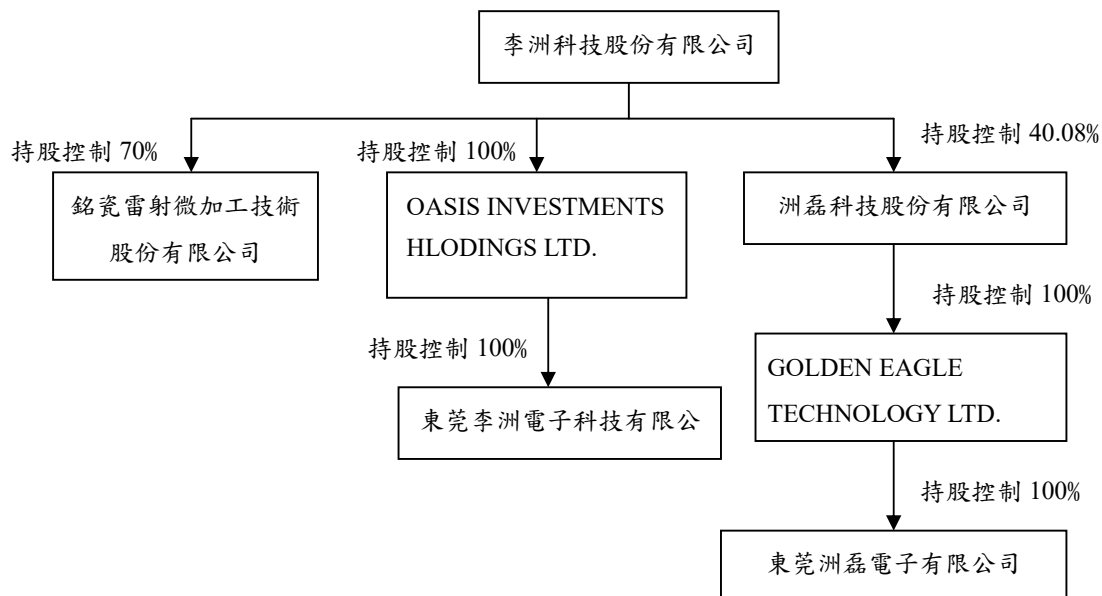 李洲科技股份有限公司
持股控制 70%
持股控制 100%
持股控制 40.08%
銘瓷雷射微加工技術
股份有限公司
OASIS INVESTMENTS
HLODINGS LTD.
洲磊科技股份有限公司
持股控制 100%
持股控制 100%
東莞李洲電子科技有限公
GOLDEN EAGLE
TECHNOLOGY LTD.
持股控制 100%
東莞洲磊電子有限公司